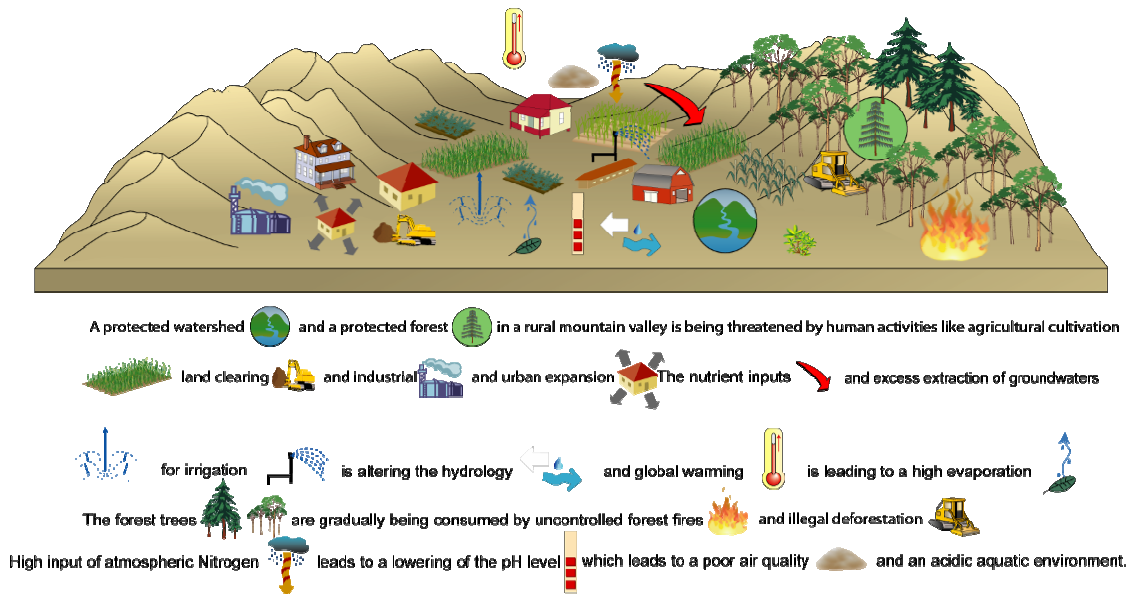 A protected watershed and a protected forest in a rural mountain valley is being threatened by human activities like agricultural cultivation
land clearing and industrial and urban expansion The nutrient inputs and excess extraction of groundwaters
for irrigation is altering the hydrology and global warming is leading to a high evaporation
The forest trees are gradually being consumed by uncontrolled forest fires and illegal deforestation
High input of atmospheric Nitrogen leads to a lowering of the pH level which leads to a poor air quality and an acidic aquatic environment.